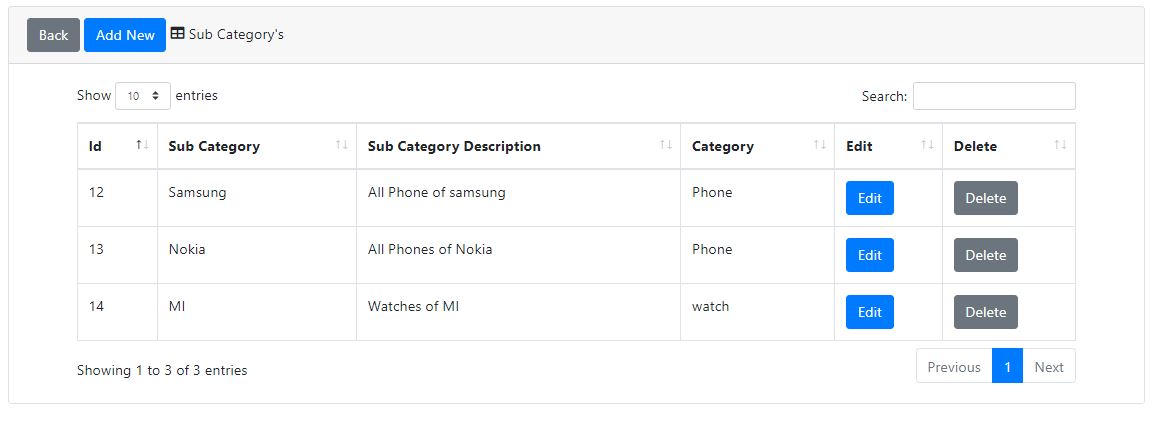 Back Add New Sub Category's
Show 10 entries Search:
Id Sub Category Sub Category Description Category Edit Delete
12 Samsung All Phone of samsung Phone Edit Delete
13 Nokia All Phones of Nokia Phone Edit Delete
14 MI Watches of MI watch Edit Delete
Showing 1 to 3 of 3 entries Previous 1 Next